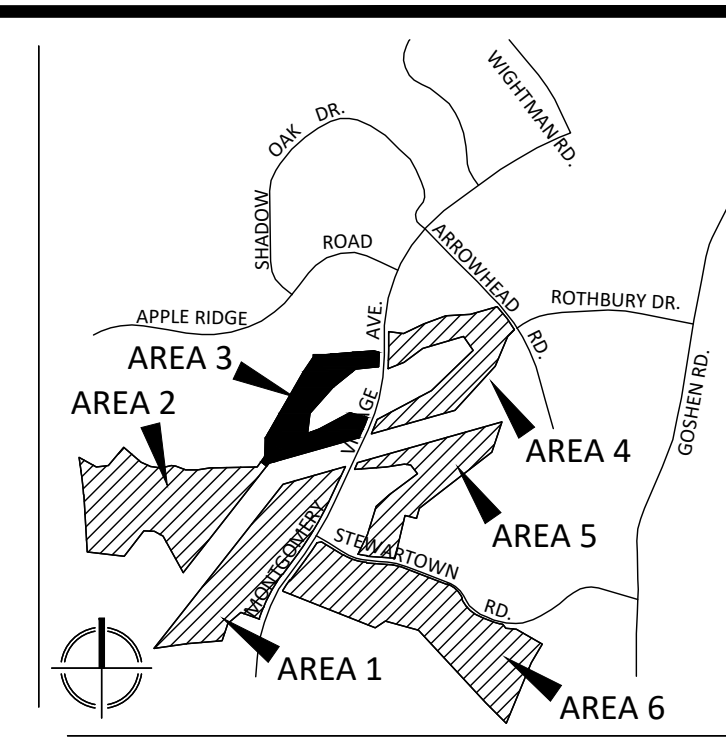 WIGHTMAN RD.
SHADOW OAK DR.
ARROWHEAD RD.
APPLE RIDGE ROAD
ROTHBURY DR.
GOSHEN RD.
AREA 3
AREA 2
AREA 4
AREA 5
MONTGOMERY
AVE.
STEWARTOWN RD.
AREA 1
AREA 6